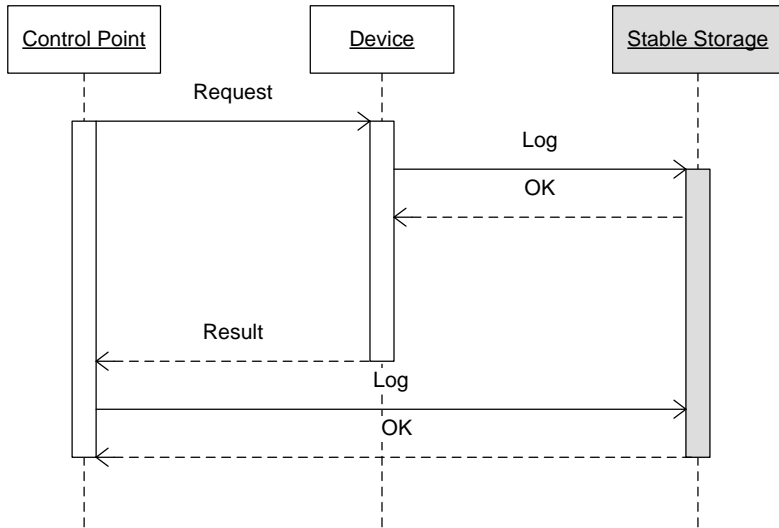 Control Point
Device
Stable Storage
Request
Log
OK
Result
Log
OK